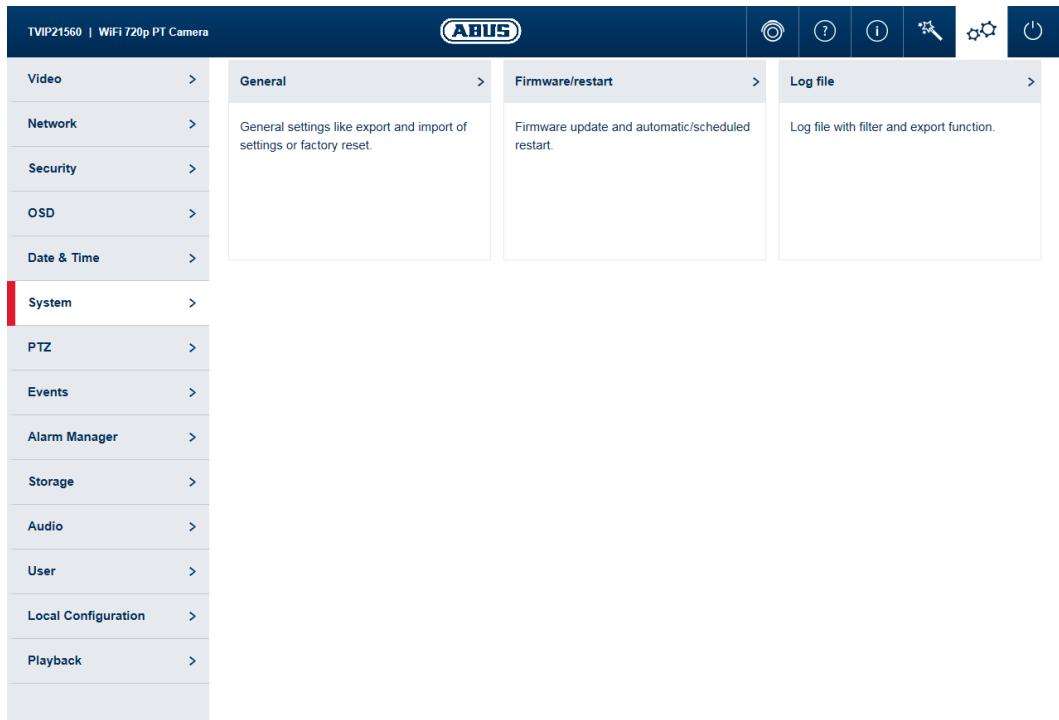 TVIP21560 | WiFi 720p PT Camera
ABUS
Video
Network
Security
OSD
Date & Time
System
PTZ
Events
Alarm Manager
Storage
Audio
User
Local Configuration
Playback
General
General settings like export and import of
settings or factory reset.
Firmware/restart
Firmware update and automatic/scheduled
restart.
Log file
Log file with filter and export function.